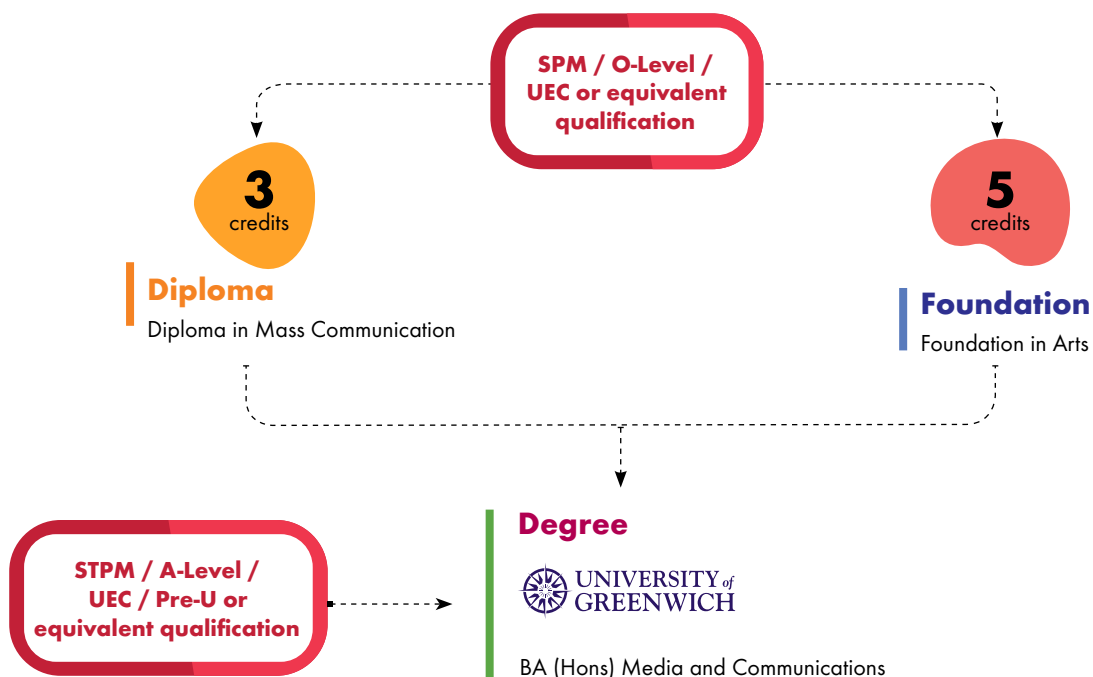 SPM / O-Level /
UEC or equivalent
qualification
3
credits
5
credits
Diploma
Diploma in Mass Communication
Foundation
Foundation in Arts
STPM / A-Level /
UEC / Pre-U or
equivalent qualification
Degree
UNIVERSITY of
GREENWICH
BA (Hons) Media and Communications